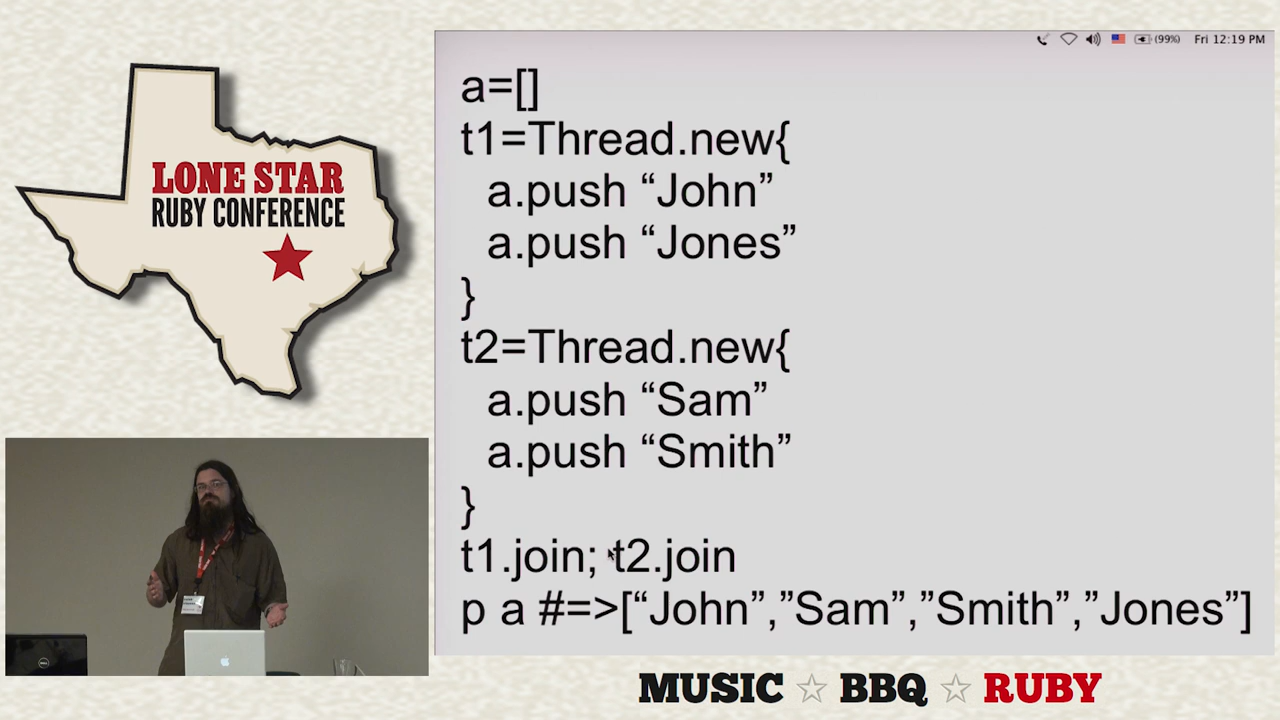 LONE STAR
RUBY CONFERENCE
(99%) Fri 12:19 PM
a=[]
t1=Thread.new{
a.push “John”
a.push “Jones”
}
t2=Thread.new{
a.push “Sam”
a.push “Smith”
}
t1.join; t2.join
p a #=>[“John”,”Sam”,”Smith”,”Jones”]
MUSIC ☆ BBQ ☆ RUBY